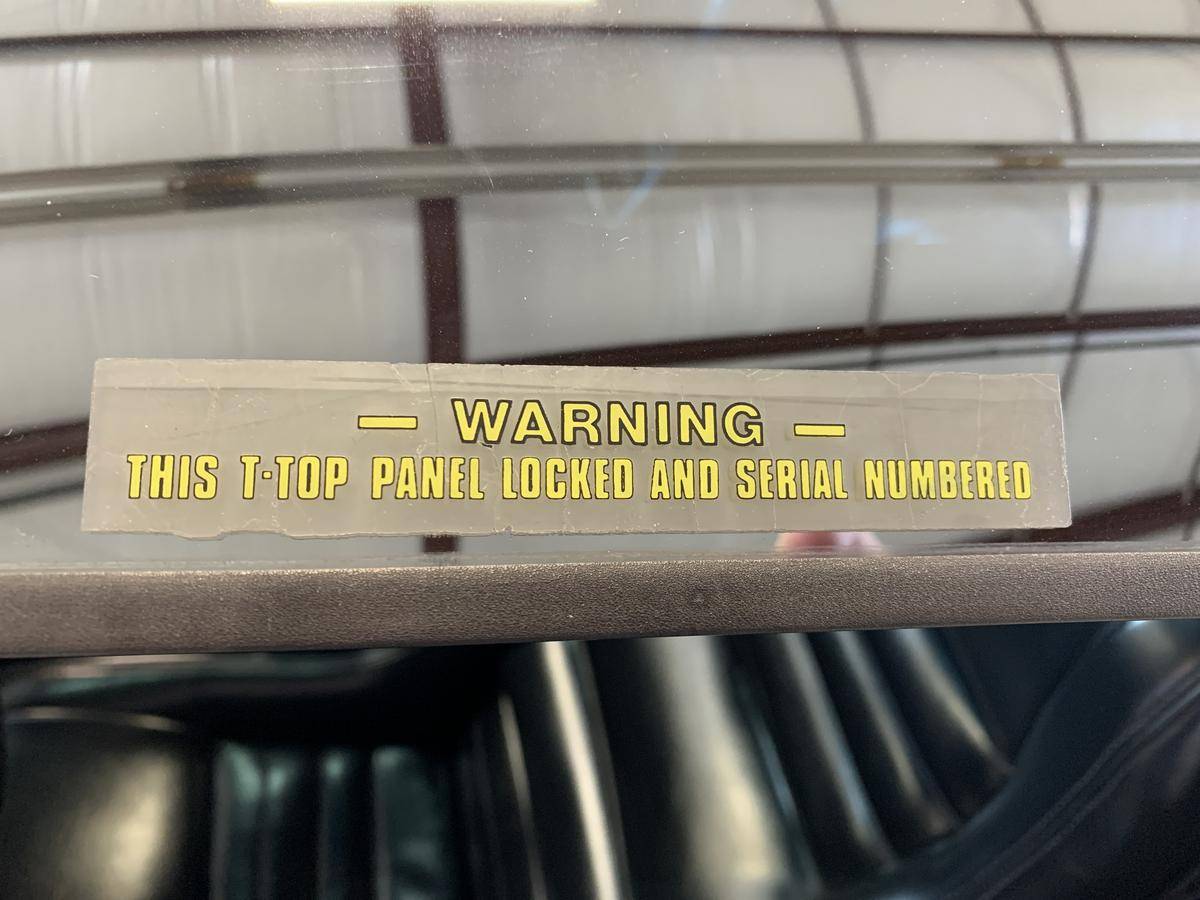 — WARNING —
THIS T-TOP PANEL LOCKED AND SERIAL NUMBERED